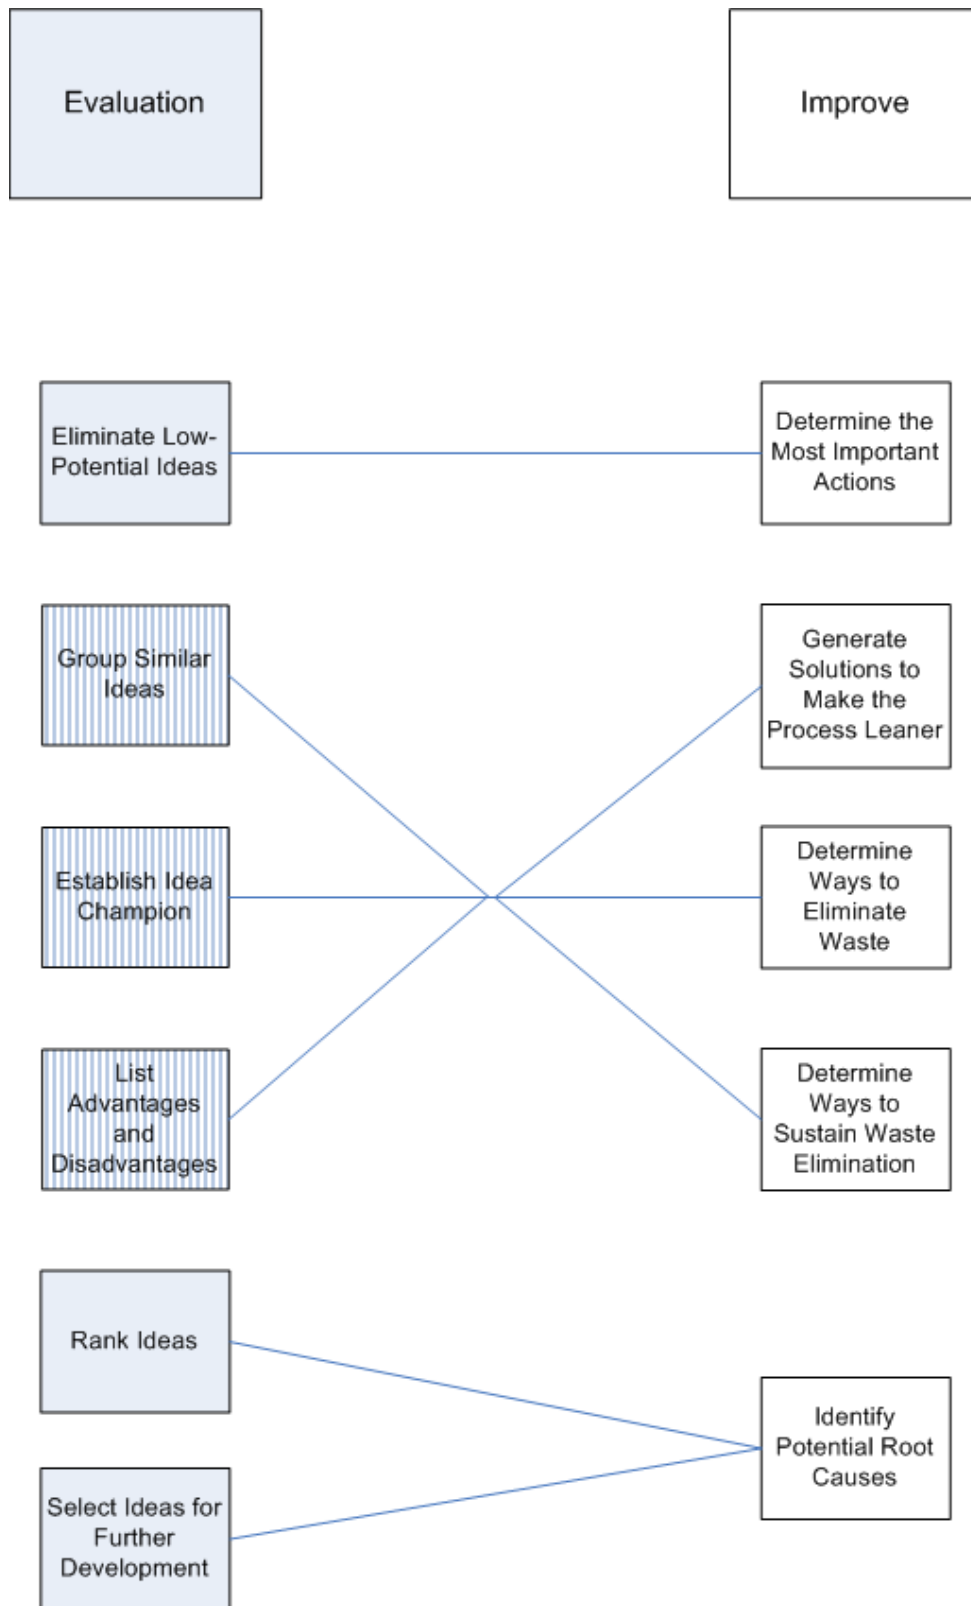 Evaluation
Improve
Eliminate Low-
Potential Ideas
Determine the
Most Important
Actions
Group Similar
Ideas
Generate
Solutions to
Make the
Process Leaner
Establish Idea
Champion
Determine
Ways to
Eliminate
Waste
List
Advantages
and
Disadvantages
Determine
Ways to
Sustain Waste
Elimination
Rank Ideas
Identify
Potential Root
Causes
Select Ideas for
Further
Development